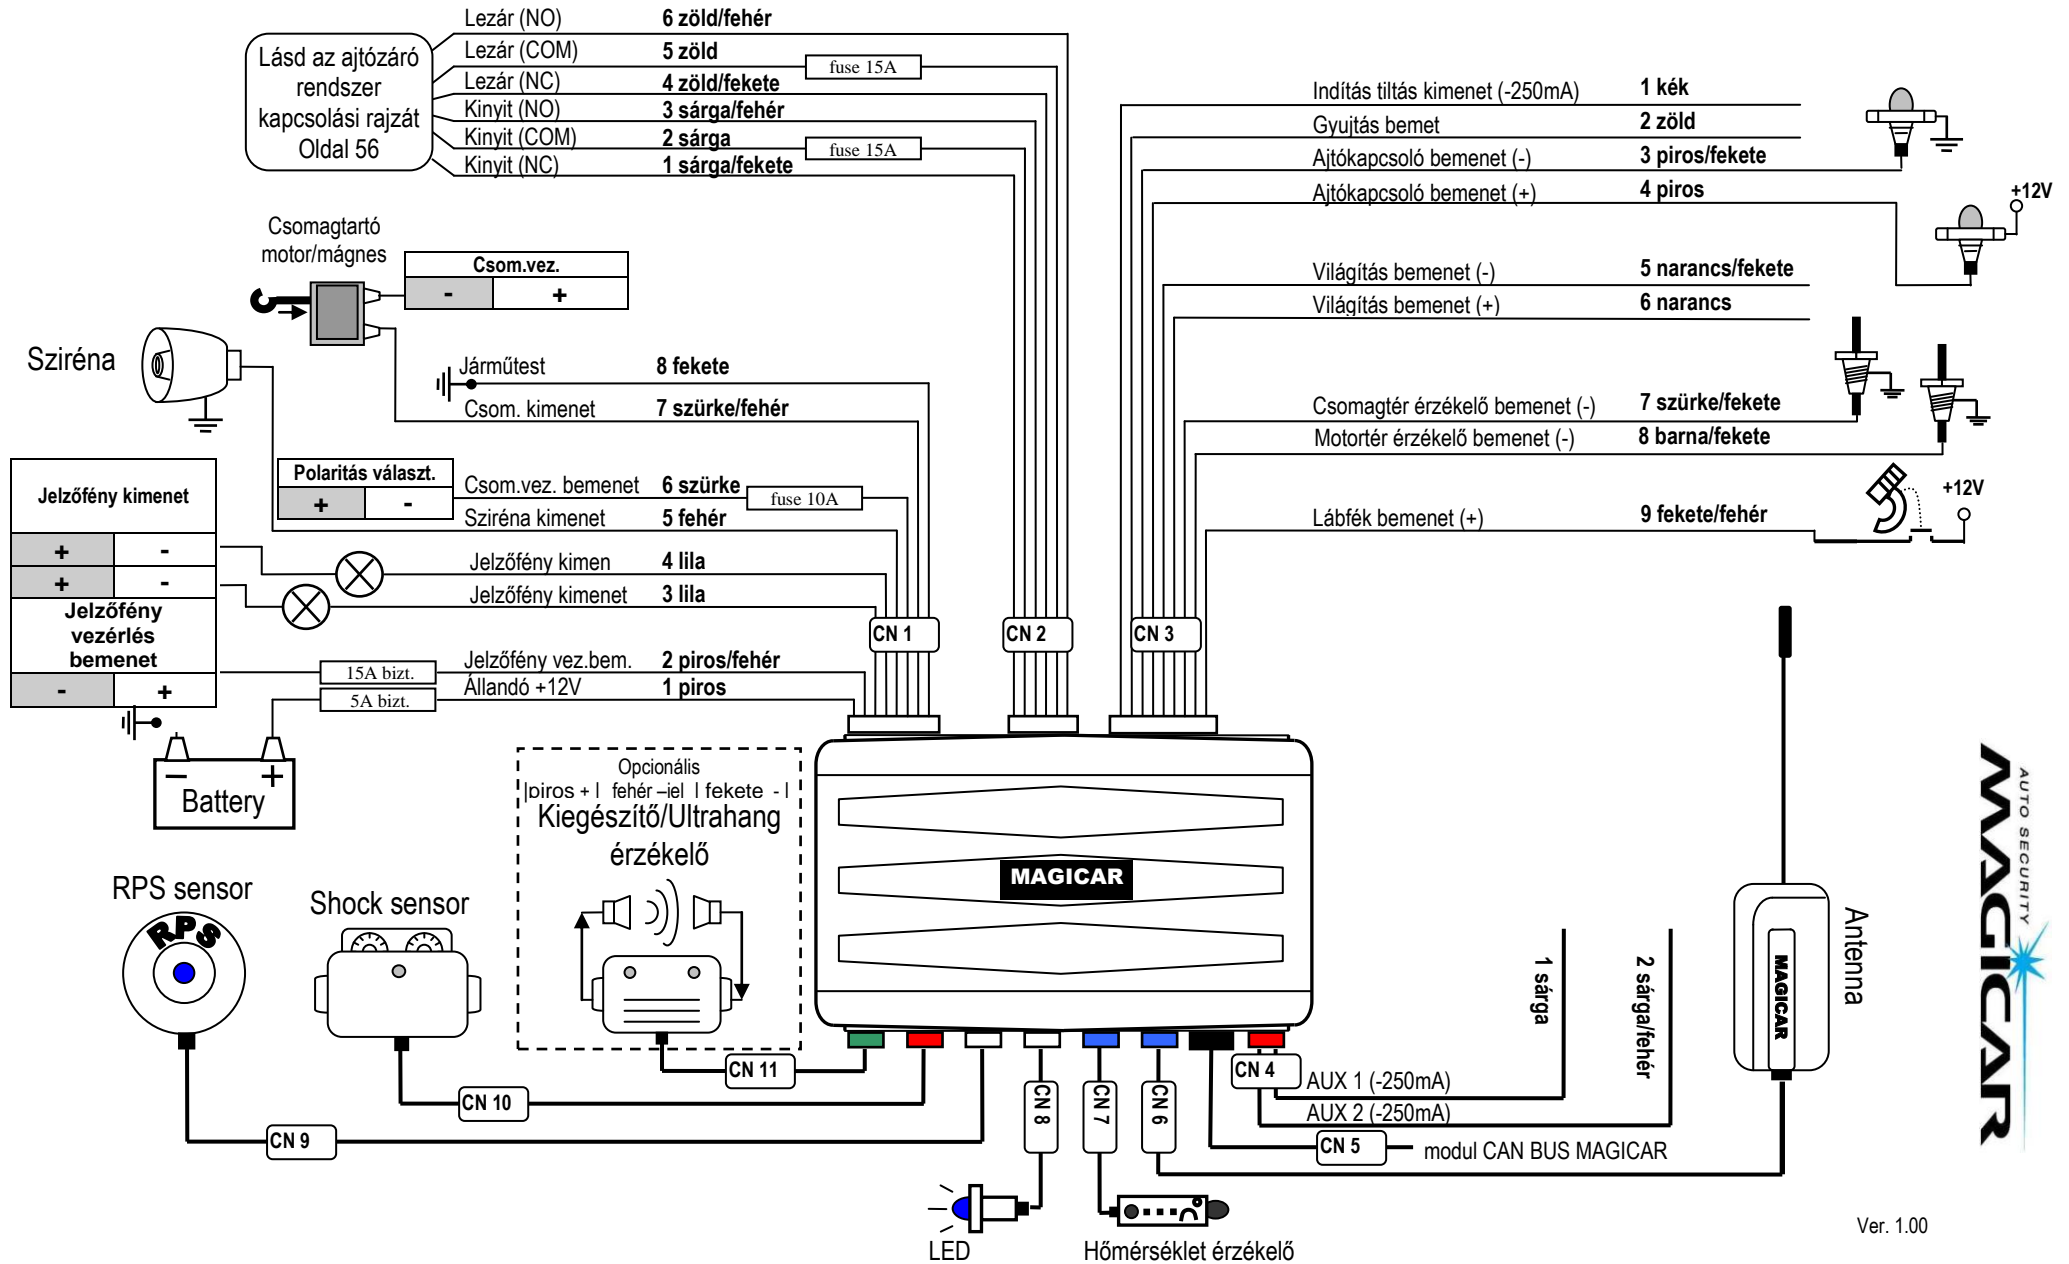 Lásd az ajtózáró
rendszer
kapcsolási rajzát
Oldal 56
Lezár (NO) 6 zöld/fehér
Lezár (COM) 5 zöld
fuse 15A
Lezár (NC) 4 zöld/fekete
Kinyit (NO) 3 sárga/fehér
Kinyit (COM) 2 sárga
fuse 15A
Kinyit (NC) 1 sárga/fekete
Indítás tiltás kimenet (-250mA) 1 kék
Gyujtás bemet 2 zöld
Ajtókapcsoló bemenet (-) 3 piros/fekete
Ajtókapcsoló bemenet (+) 4 piros
+12V
Világítás bemenet (-) 5 narancs/fekete
Világítás bemenet (+) 6 narancs
Csomagtér érzékelő bemenet (-) 7 szürke/fekete
Motortér érzékelő bemenet (-) 8 barna/fekete
Lábfék bemenet (+) 9 fekete/fehér
+12V
Csomagtartó
motor/mágnes
Csom.vez.
- +
Sziréna
Járműtest 8 fekete
Csom. kimenet 7 szürke/fehér
Polaritás választ.
+ -
Csom.vez. bemenet 6 szürke
fuse 10A
Sziréna kimenet 5 fehér
Jelzőfény kimen 4 lila
Jelzőfény kimenet 3 lila
Jelzőfény kimenet
+ -
+ -
Jelzőfény
vezérlés
bemenet
- +
15A bizt.
Jelzőfény vez.bem. 2 piros/fehér
5A bizt.
Állandó +12V 1 piros
CN 1
CN 2
CN 3
− +
Battery
Opcionális
|piros + | fehér –jel | fekete - |
Kiegészítő/Ultrahang
érzékelő
MAGICAR
RPS sensor
RPS
Shock sensor
CN 11
CN 10
CN 9
CN 8
CN 7
CN 6
CN 4
AUX 1 (-250mA)
AUX 2 (-250mA)
1 sárga
2 sárga/fehér
CN 5
modul CAN BUS MAGICAR
LED
Hőmérséklet érzékelő
MAGICAR
Antenna
AUTO SECURITY
MAGICAR
Ver. 1.00